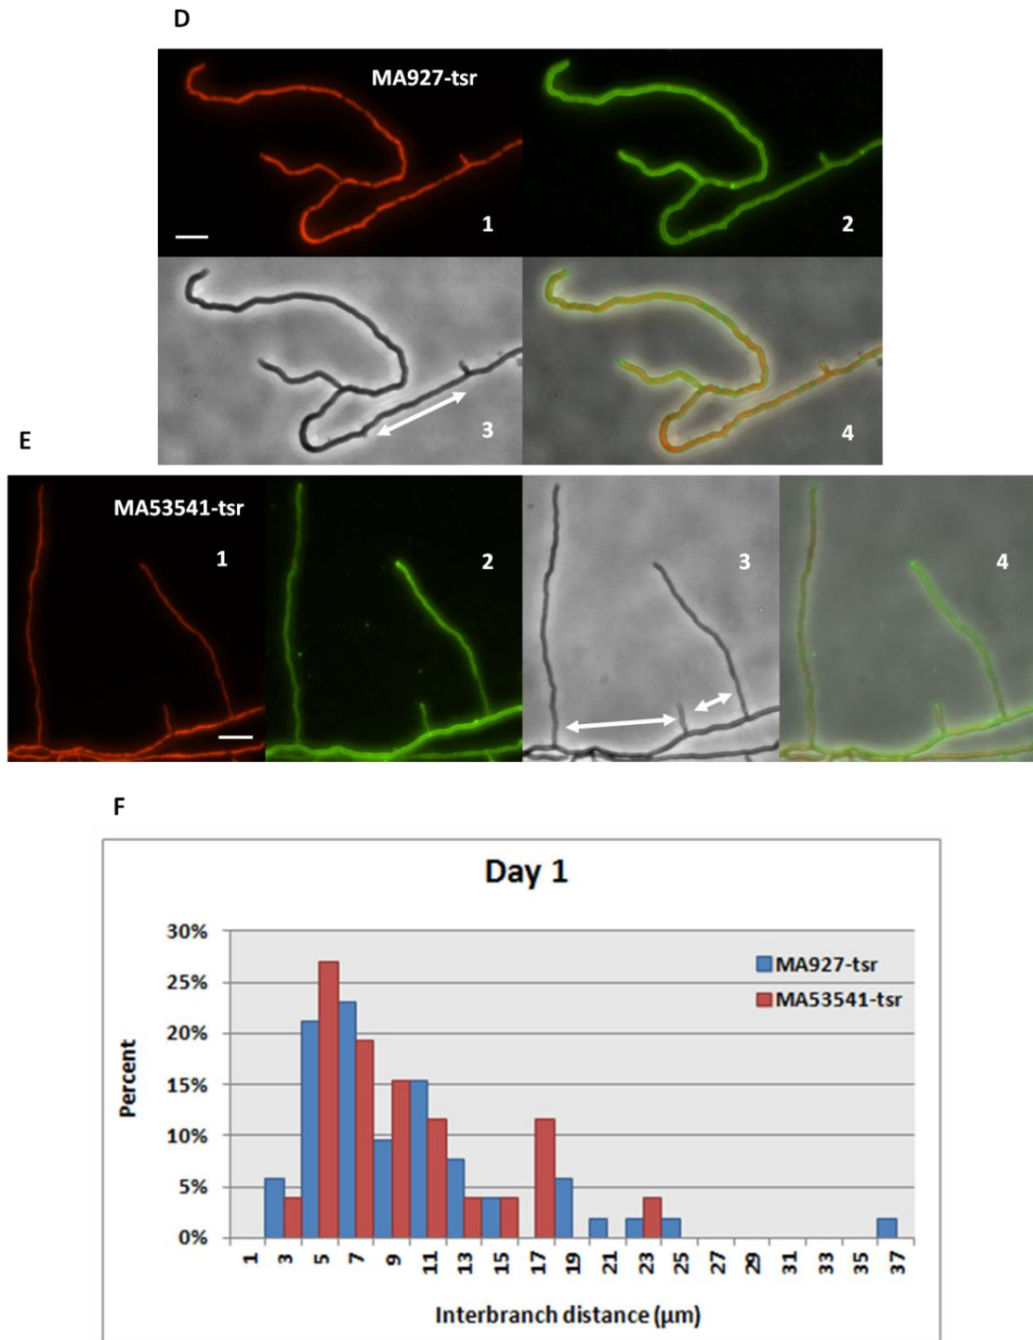 D
MA927-tsr
1
2
3
4
E
MA53541-tsr
1
2
3
4
F
Day 1
30%
25%
20%
15%
10%
5%
0%
Percent
MA927-tsr
MA53541-tsr
1 3 5 7 9 11 13 15 17 19 21 23 25 27 29 31 33 35 37
Interbranch distance (μm)